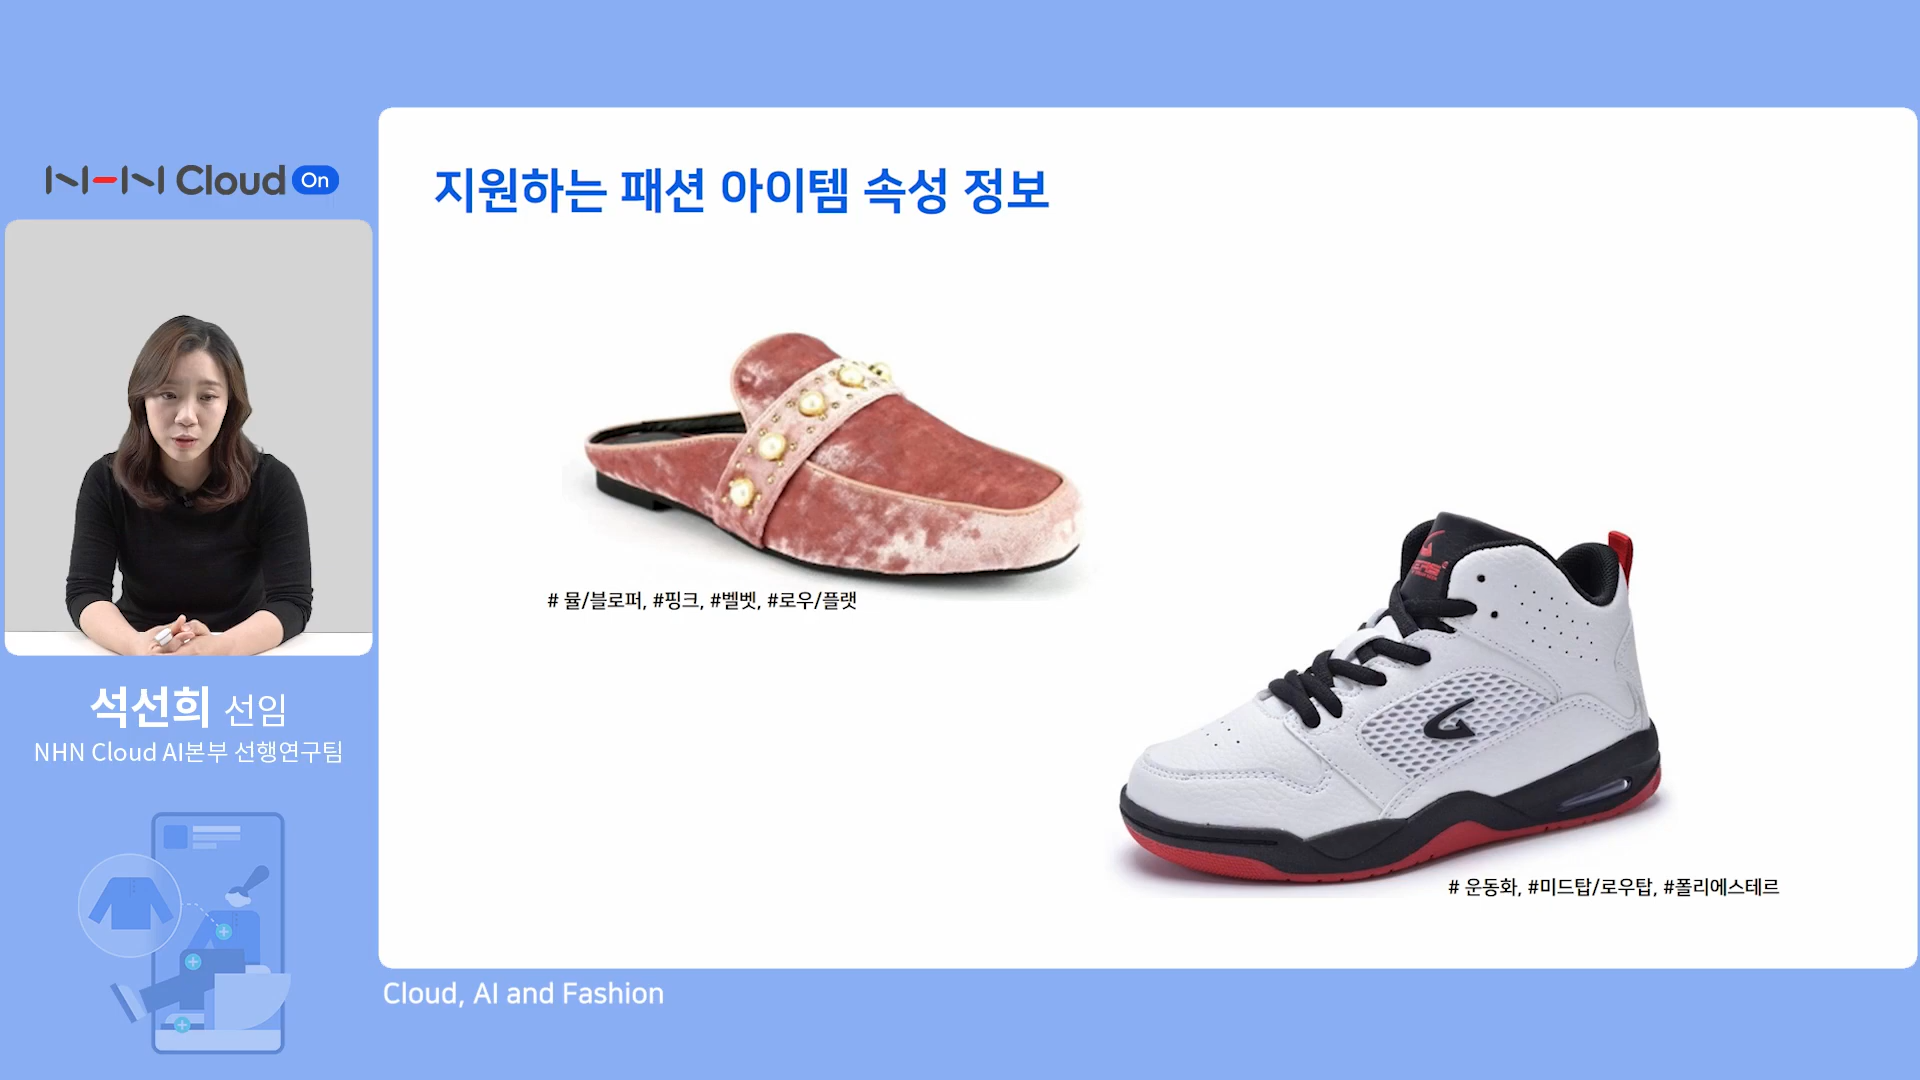 NHN Cloud On
지원하는 패션 아이템 속성 정보
# 뮬/블로퍼, #핑크, #벨벳, #로우/플랫
# 운동화, #미드탑/로우탑, #폴리에스테르
석선희 선임
NHN Cloud AI본부 선행연구팀
Cloud, AI and Fashion